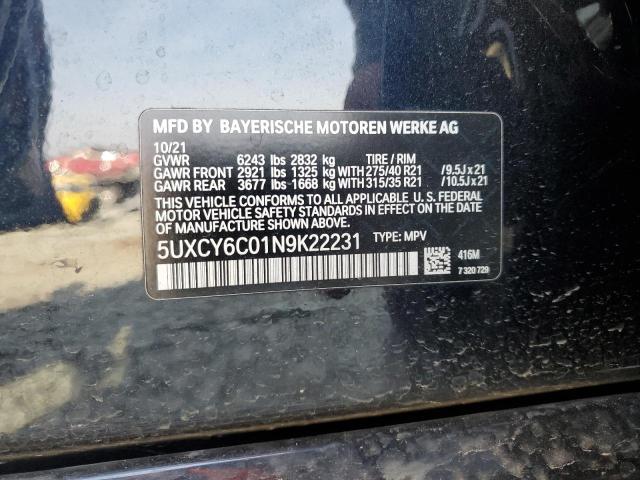 MFD BY BAYERISCHE MOTOREN WERKE AG
10/21
GVWR 6243 lbs 2832 kg TIRE / RIM
GAWR FRONT 2921 lbs 1325 kg WITH 275/40 R21 /9.5J x 21
GAWR REAR 3677 lbs 1668 kg WITH 315/35 R21 /10.5J x 21
THIS VEHICLE CONFORMS TO ALL APPLICABLE U. S. FEDERAL
MOTOR VEHICLE SAFETY STANDARDS IN EFFECT ON THE DATE
OF MANUFACTURE SHOWN ABOVE.
5UXCY6C01N9K22231 TYPE: MPV
416M
7 320 729